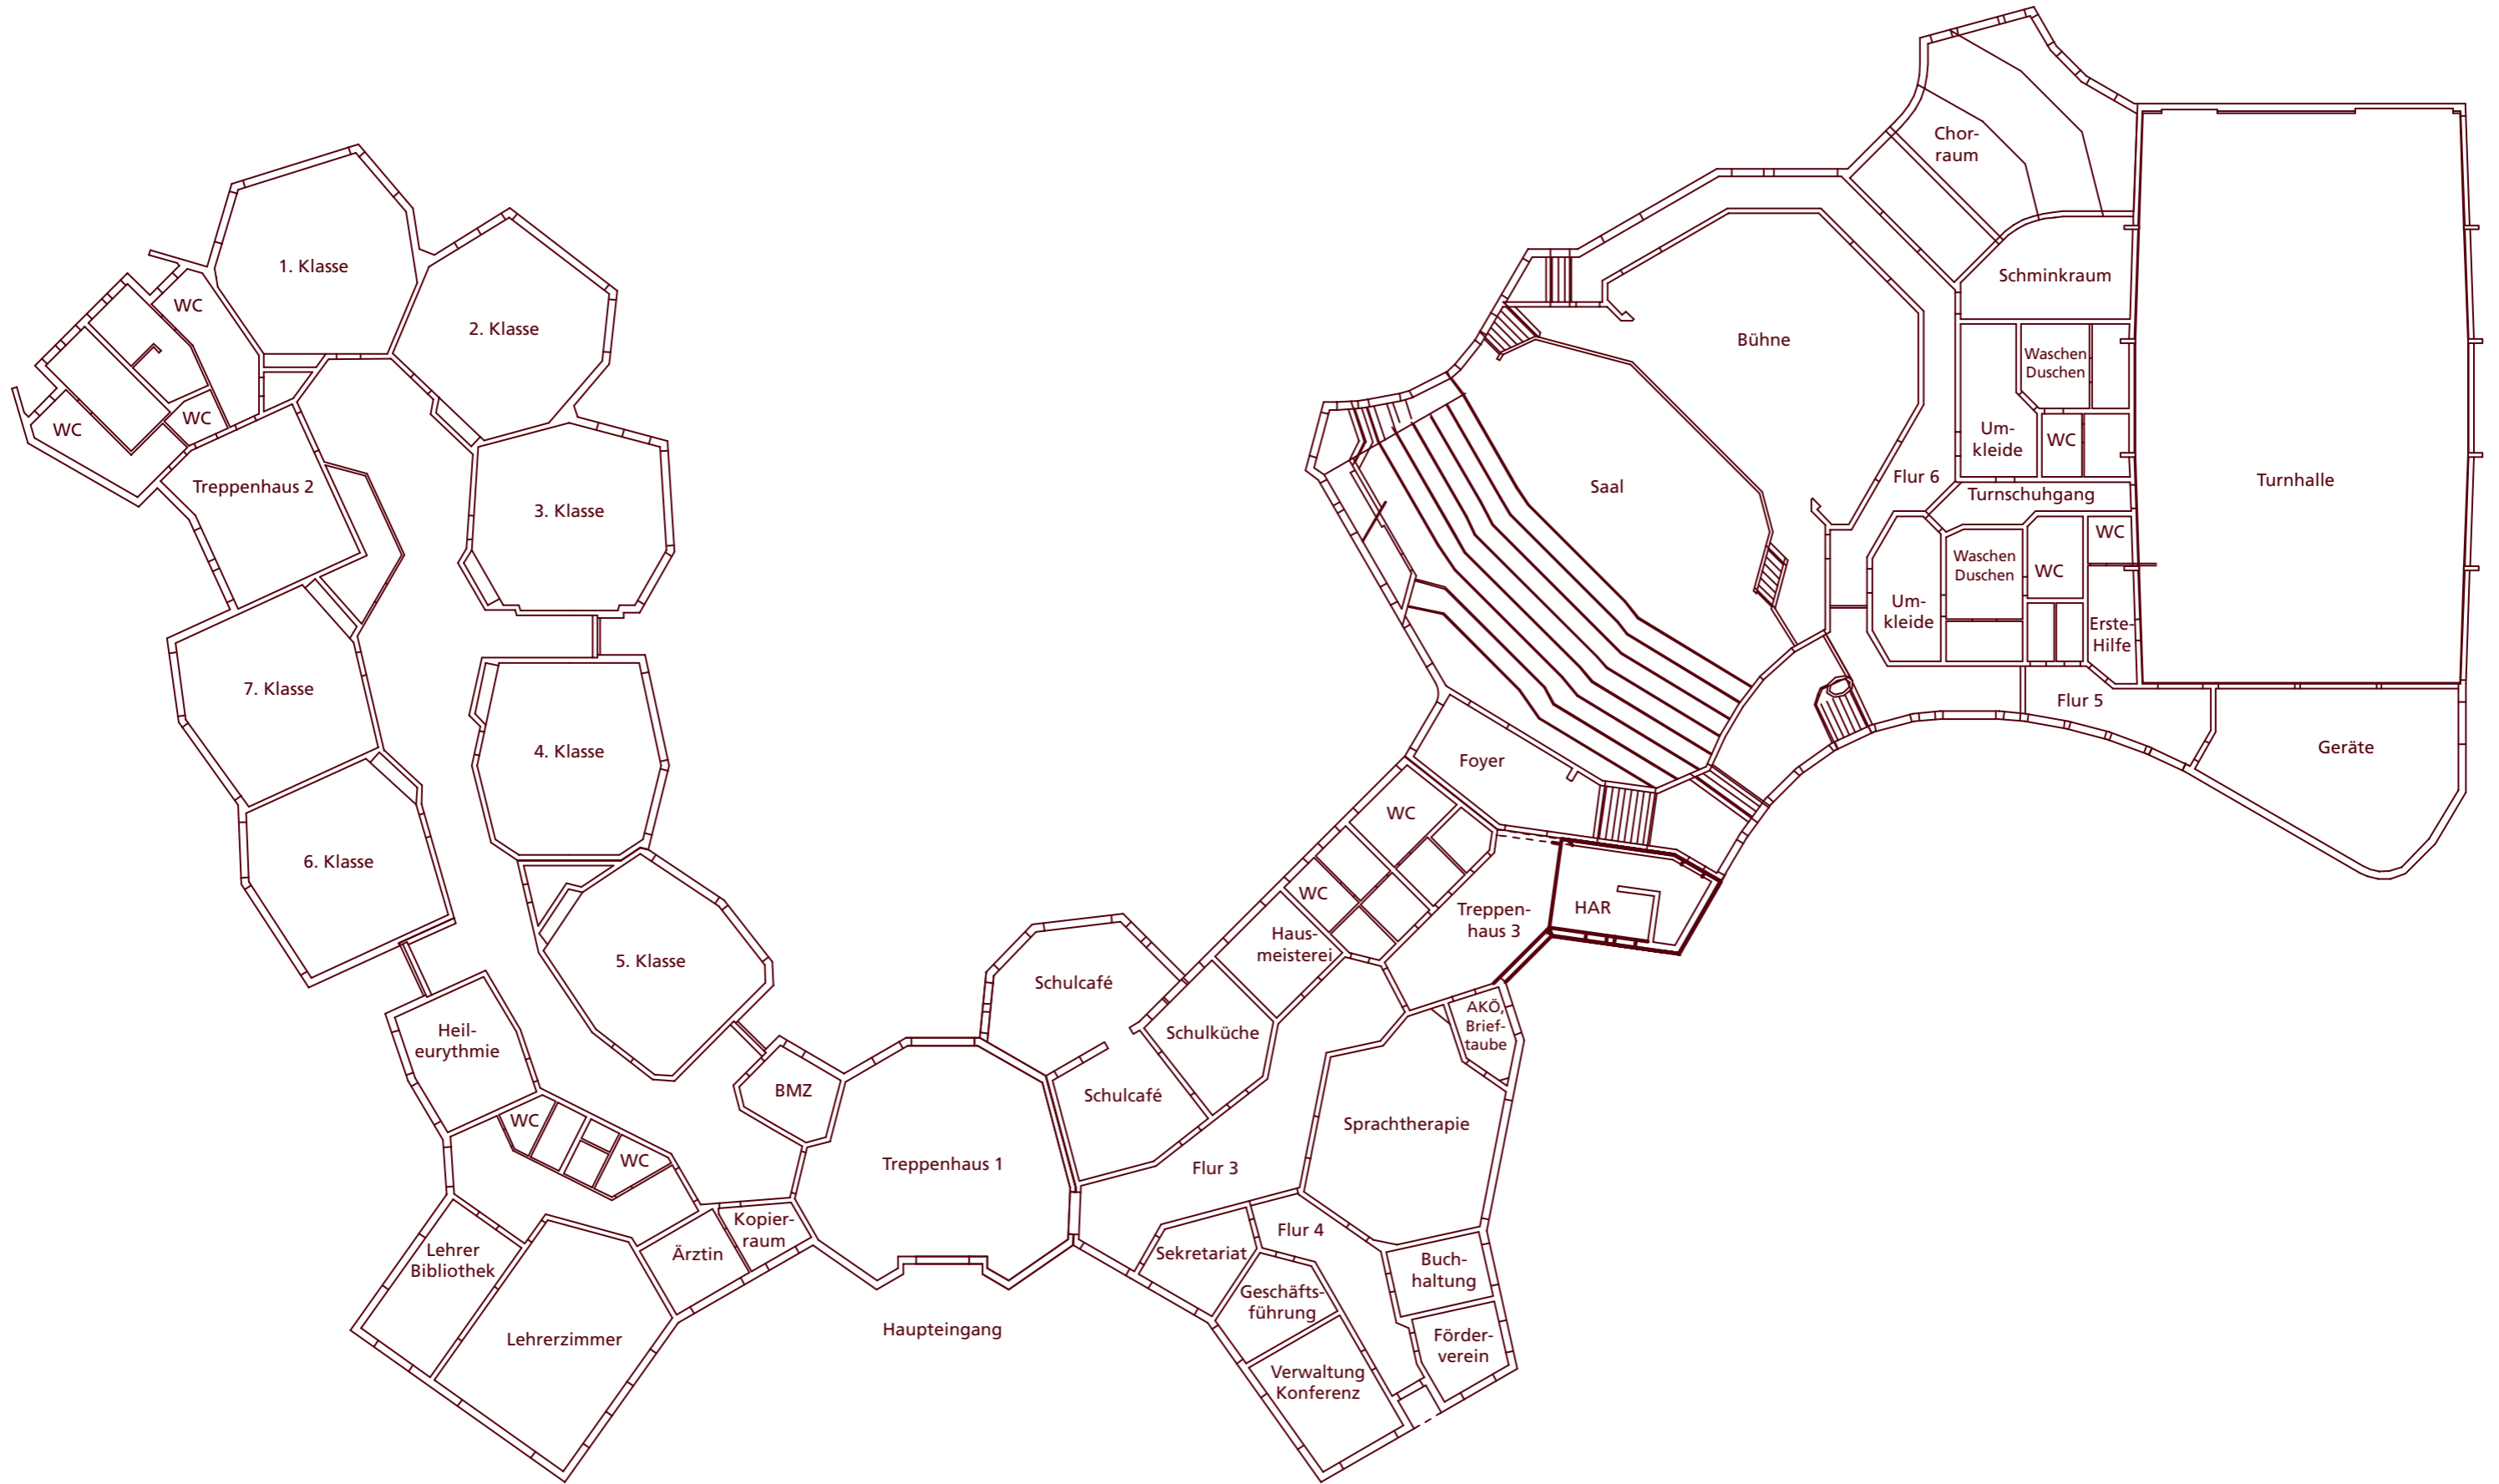 1. Klasse
WC
2. Klasse
WC
WC
Treppenhaus 2
3. Klasse
7. Klasse
4. Klasse
6. Klasse
5. Klasse
Heil-
eurythmie
BMZ
WC
WC
Treppenhaus 1
Kopier-
raum
Ärztin
Lehrer
Bibliothek
Lehrerzimmer
Haupteingang
Schulcafé
Schulcafé
Schulküche
Haus-
meisterei
WC
WC
Foyer
Treppen-
haus 3
HAR
AKÖ,
Brief-
taube
Sprachtherapie
Flur 3
Flur 4
Sekretariat
Geschäfts-
führung
Verwaltung
Konferenz
Buch-
haltung
Förder-
verein
Saal
Bühne
Chor-
raum
Schminkraum
Waschen
Duschen
Um-
kleide
WC
Flur 6
Turnschuhgang
Turnhalle
WC
Waschen
Duschen
WC
Um-
kleide
Erste-
Hilfe
Flur 5
Geräte